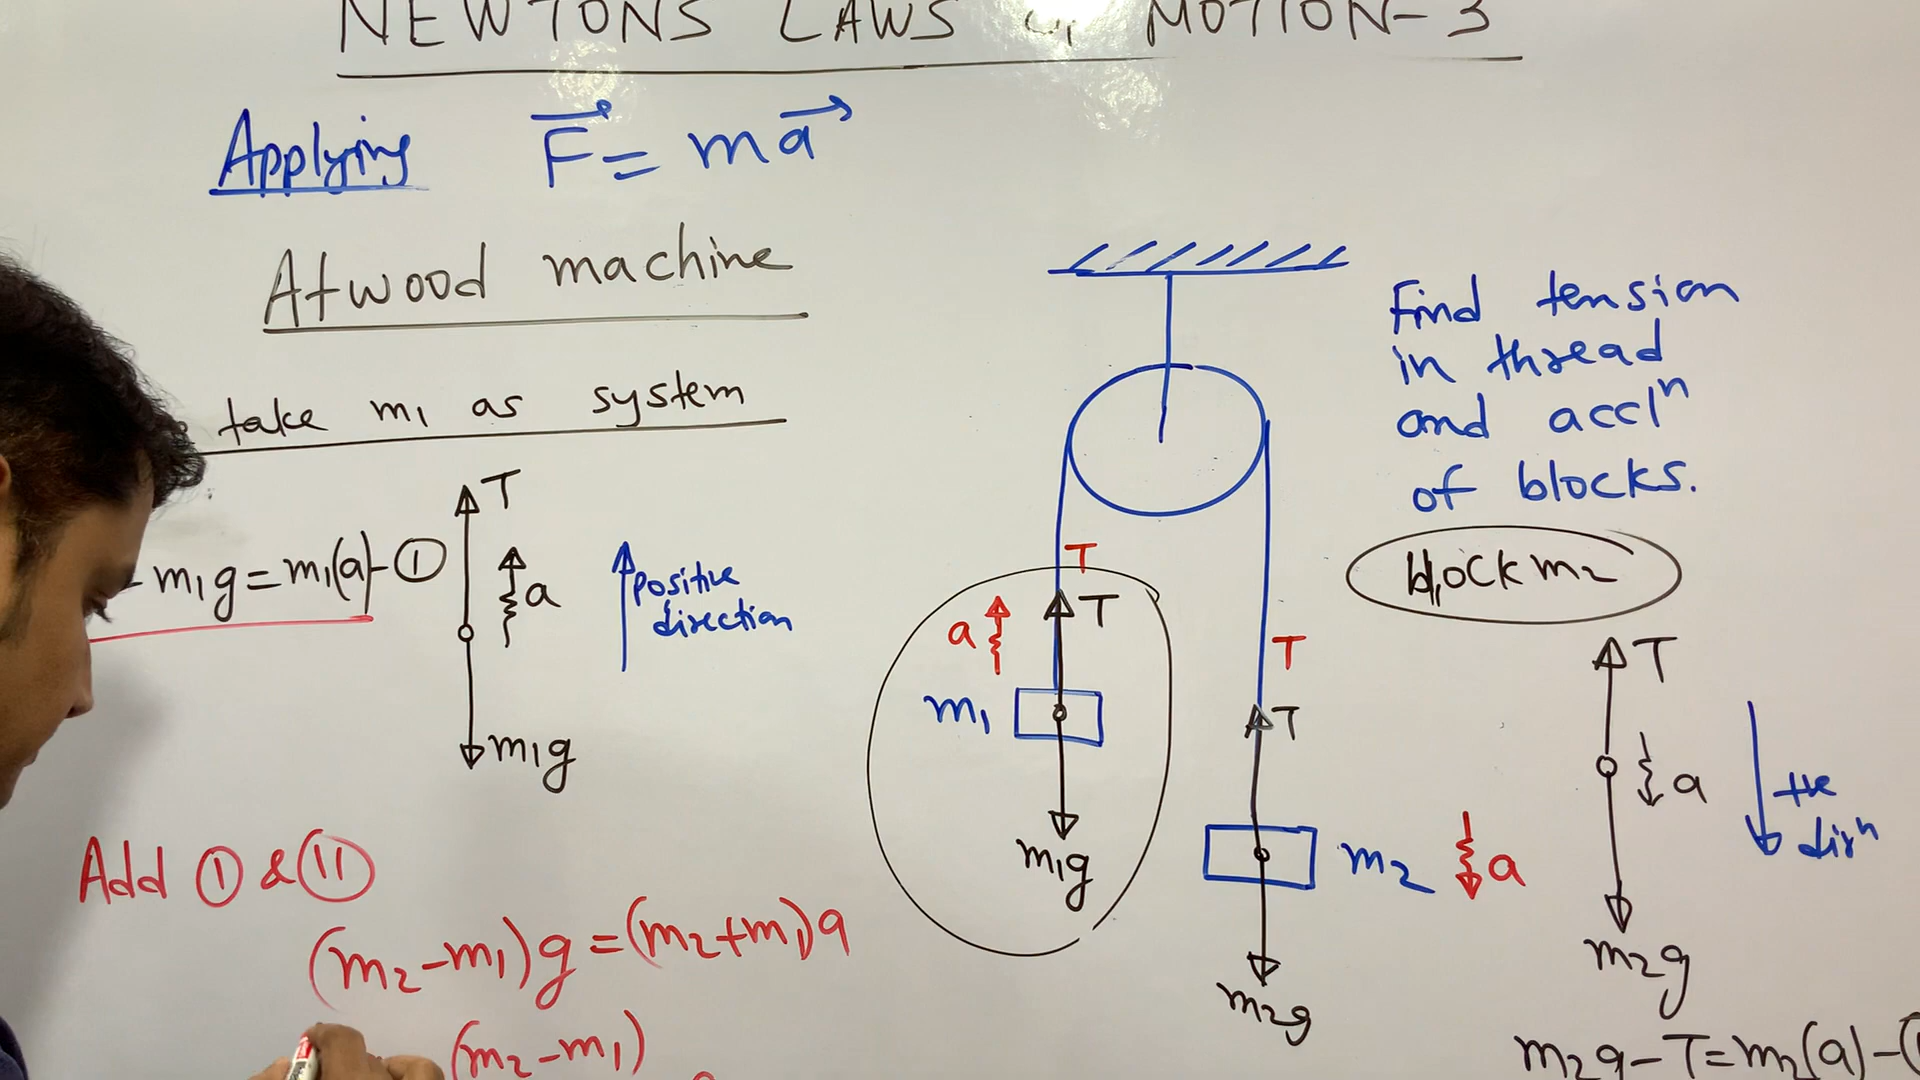 NEWTONS LAWS MOTION-3
Applying F = ma
Atwood machine
take m₁ as system
T
- m₁g = m₁(a) - ①
a
positive
direction
m₁g
Find tension
in thread
and acclⁿ
of blocks.
T
a
T
m₁
m₁g
T
T
m₂
a
m₂g
block m₂
T
a
+ve
dirⁿ
m₂g
m₂g - T = m₂(a) -
Add ① & ⑪
(m₂-m₁)g = (m₂+m₁)a
(m₂-m₁)